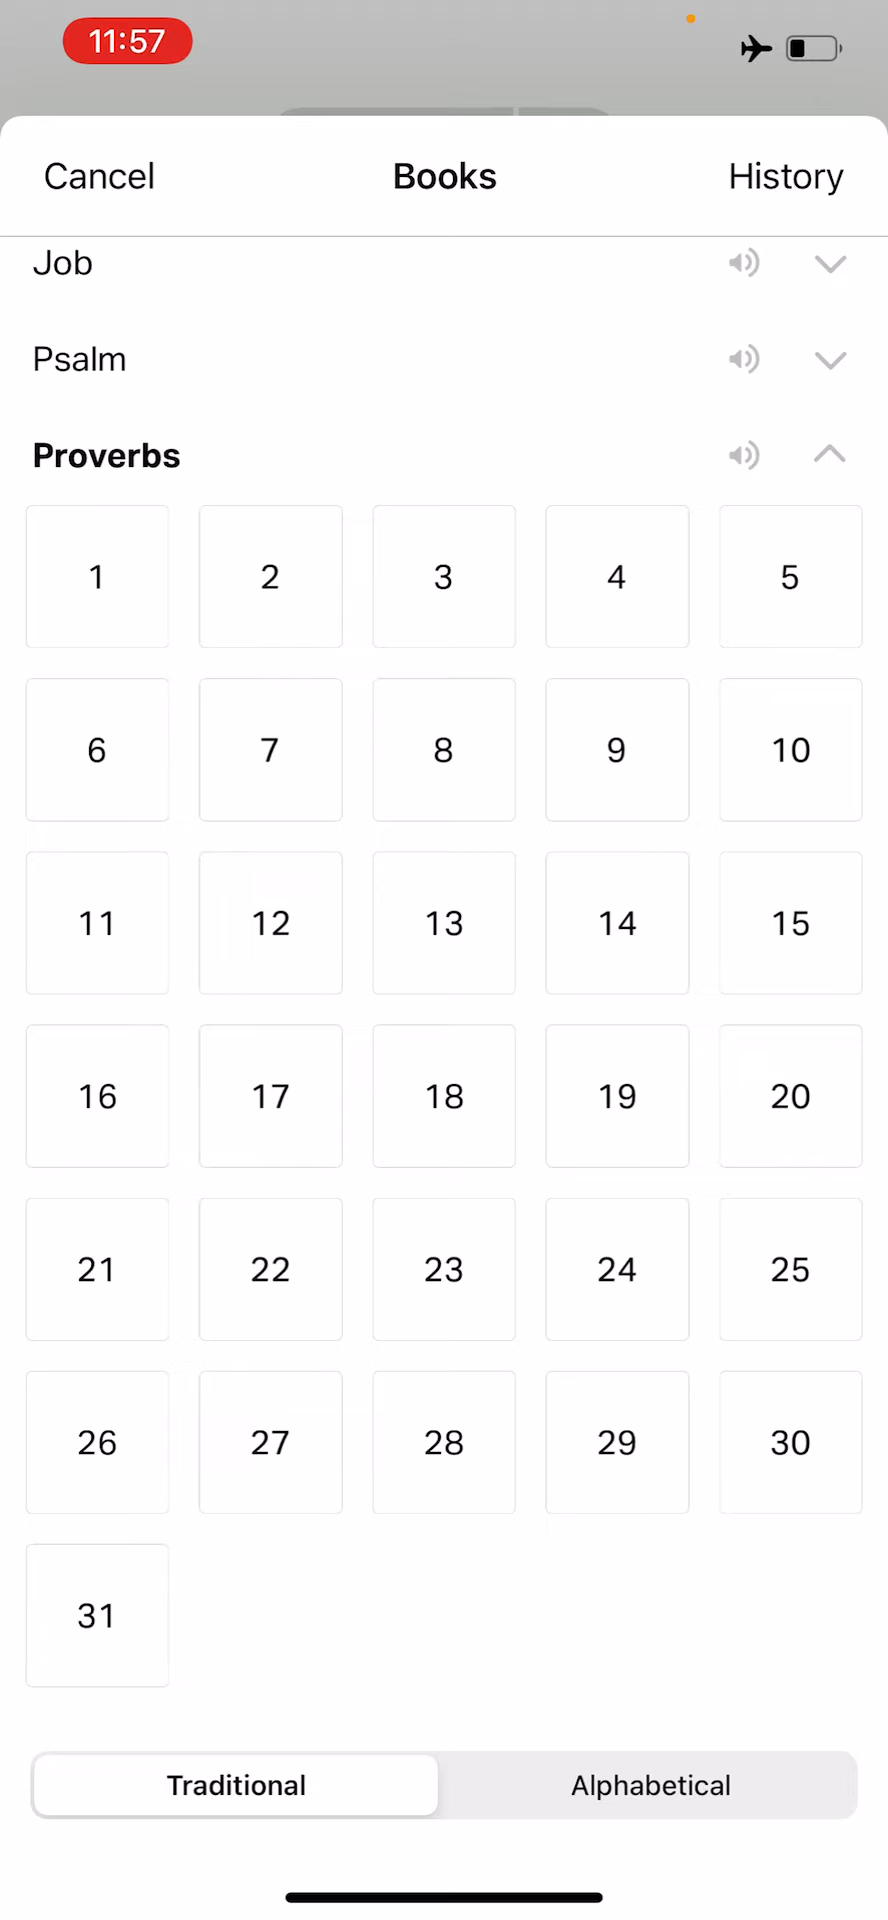 11:57
Cancel Books History
Job
Psalm
Proverbs
1 2 3 4 5
6 7 8 9 10
11 12 13 14 15
16 17 18 19 20
21 22 23 24 25
26 27 28 29 30
31
Traditional Alphabetical